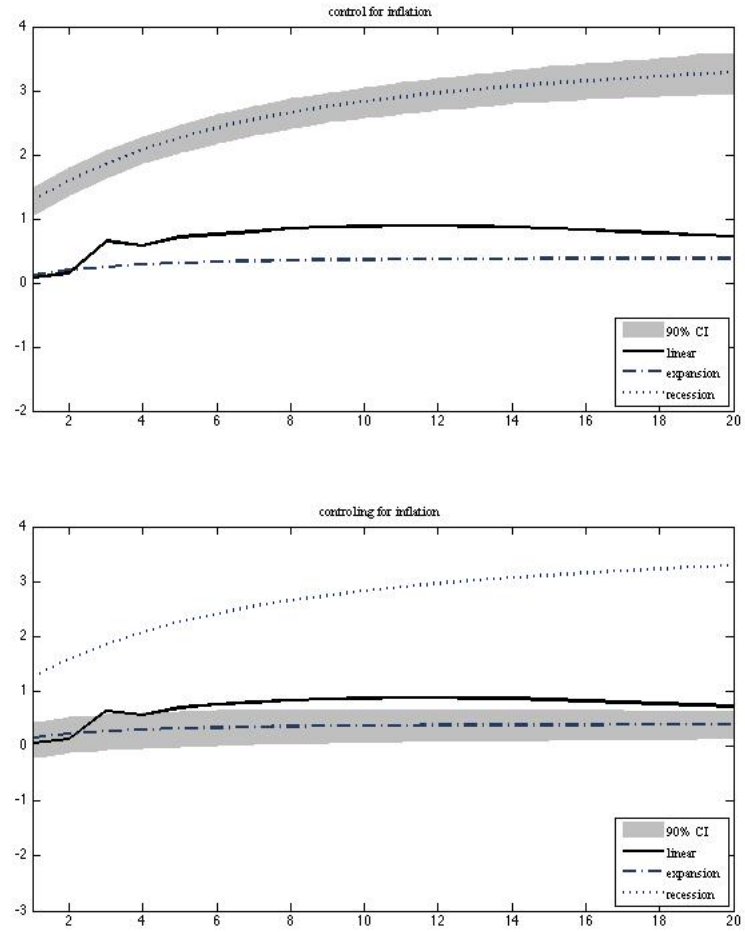 control for inflation
4
3
2
1
0
-1
-2
90% CI
linear
expansion
recession
2 4 6 8 10 12 14 16 18 20
controling for inflation
4
3
2
1
0
-1
-2
-3
90% CI
linear
expansion
recession
2 4 6 8 10 12 14 16 18 20